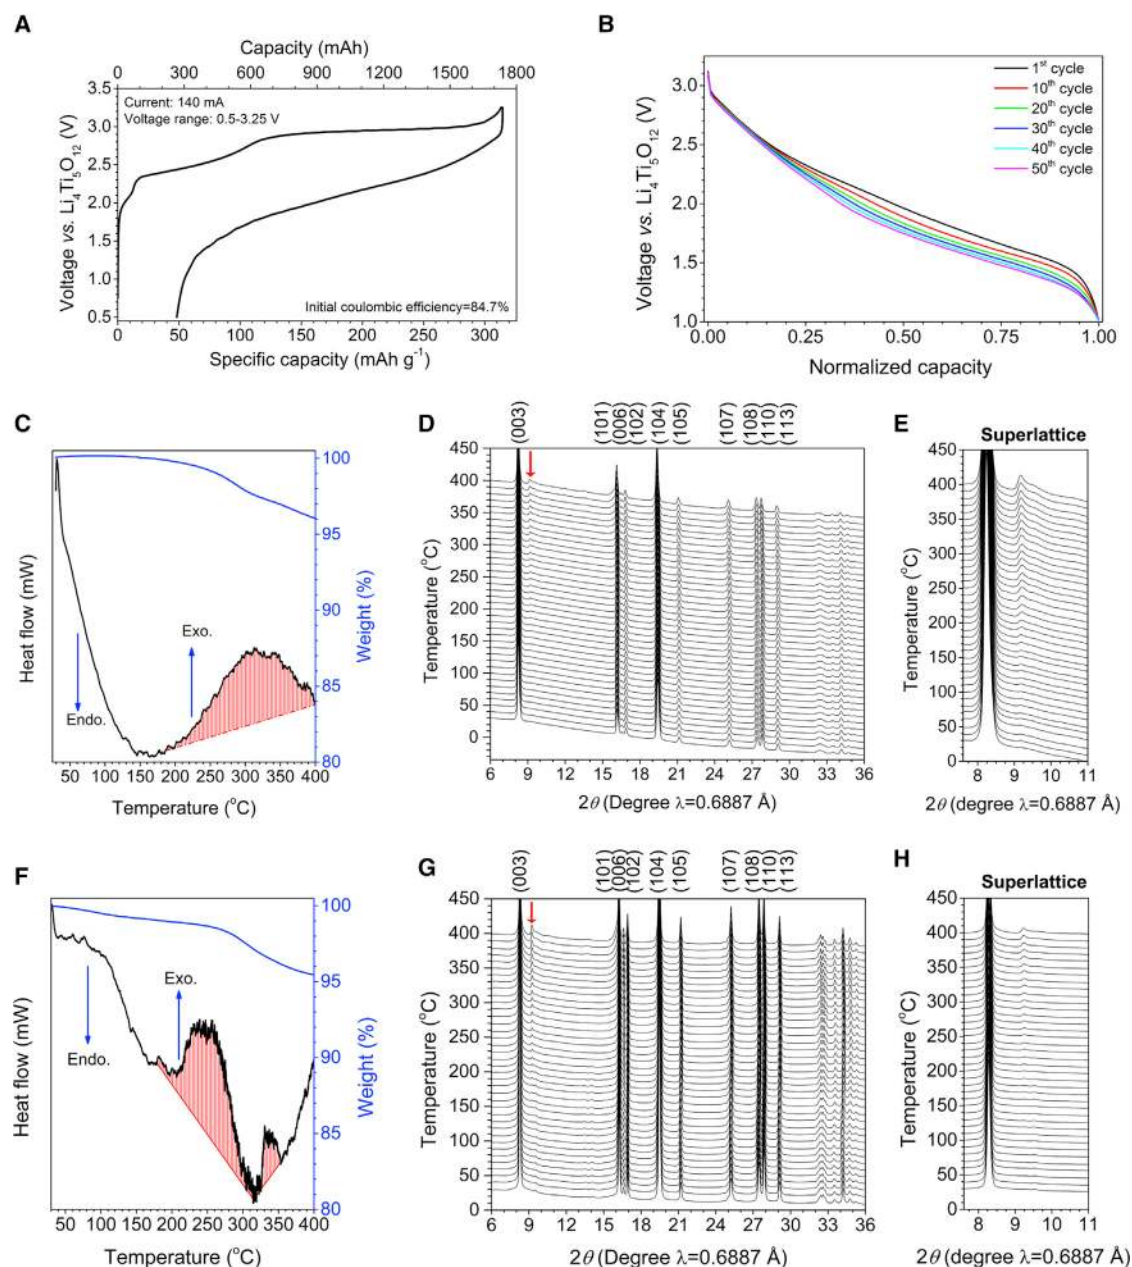 A
Capacity (mAh)
0 300 600 900 1200 1500 1800
3.5
3.0
2.5
2.0
1.5
1.0
0.5
Voltage vs. Li4Ti5O12 (V)
Current: 140 mA
Voltage range: 0.5-3.25 V
Initial coulombic efficiency=84.7%
0 50 100 150 200 250 300
Specific capacity (mAh g-1)
B
3.0
2.5
2.0
1.5
1.0
Voltage vs. Li4Ti5O12 (V)
1st cycle
10th cycle
20th cycle
30th cycle
40th cycle
50th cycle
0.00 0.25 0.50 0.75 1.00
Normalized capacity
C
Heat flow (mW)
Endo.
Exo.
100
95
90
85
80
Weight (%)
50 100 150 200 250 300 350 400
Temperature (oC)
D
(003) (101) (006) (102) (104) (105) (107) (108) (110) (113)
450
400
350
300
250
200
150
100
50
0
Temperature (oC)
6 9 12 15 18 21 24 27 30 33 36
2θ (Degree λ=0.6887 Å)
E
Superlattice
450
400
350
300
250
200
150
100
50
0
Temperature (oC)
8 9 10 11
2θ (degree λ=0.6887 Å)
F
Heat flow (mW)
Endo.
Exo.
100
95
90
85
80
Weight (%)
50 100 150 200 250 300 350 400
Temperature (oC)
G
(003) (101) (006) (102) (104) (105) (107) (108) (110) (113)
450
400
350
300
250
200
150
100
50
0
Temperature (oC)
6 9 12 15 18 21 24 27 30 33 36
2θ (Degree λ=0.6887 Å)
H
Superlattice
450
400
350
300
250
200
150
100
50
0
Temperature (oC)
8 9 10 11
2θ (degree λ=0.6887 Å)